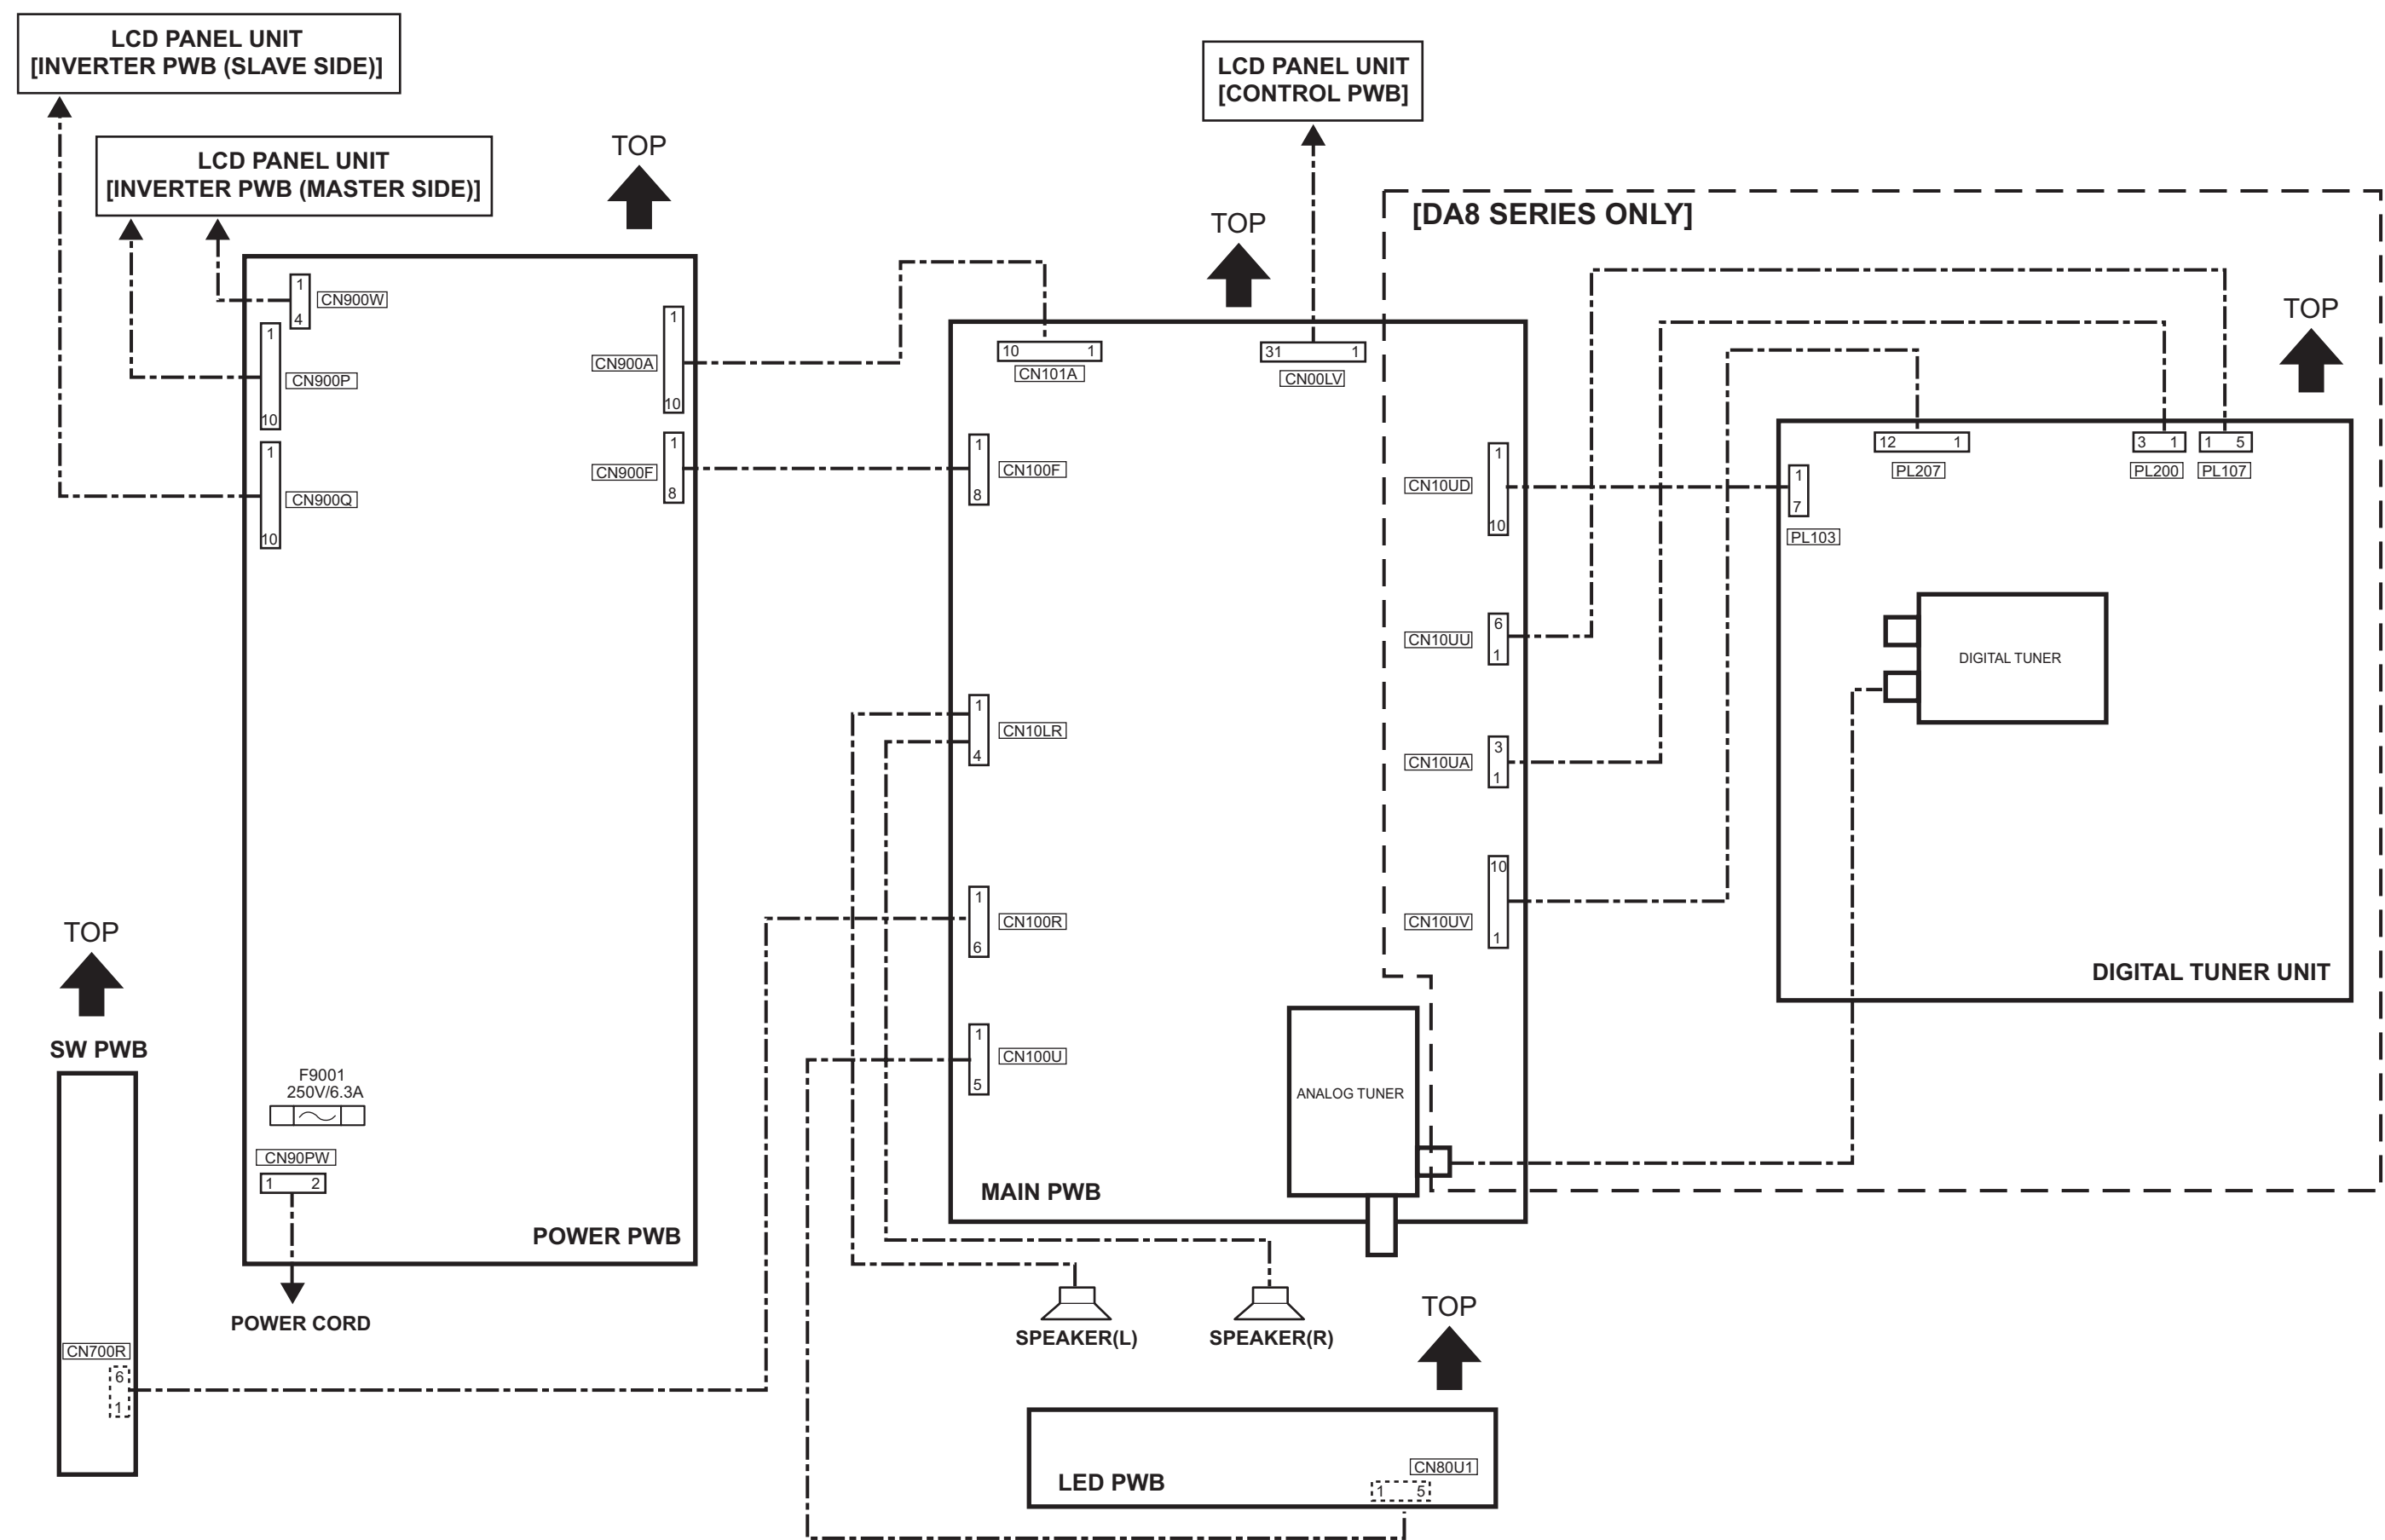 LCD PANEL UNIT
[INVERTER PWB (SLAVE SIDE)]
LCD PANEL UNIT
[INVERTER PWB (MASTER SIDE)]
TOP
LCD PANEL UNIT
[CONTROL PWB]
TOP
[DA8 SERIES ONLY]
TOP
1
4
CN900W
1
10
CN900P
1
10
CN900Q
1
10
CN900A
1
8
CN900F
F9001
250V/6.3A
CN90PW
1 2
POWER PWB
POWER CORD
10 1
CN101A
31 1
CN00LV
1
8
CN100F
1
4
CN10LR
1
6
CN100R
1
5
CN100U
CN10UD
1
10
CN10UU
6
1
CN10UA
3
1
CN10UV
10
1
ANALOG TUNER
MAIN PWB
12 1
PL207
3 1
PL200
1 5
PL107
1
7
PL103
DIGITAL TUNER
DIGITAL TUNER UNIT
TOP
SW PWB
CN700R
6
1
SPEAKER(L)
SPEAKER(R)
TOP
LED PWB
CN80U1
1 5